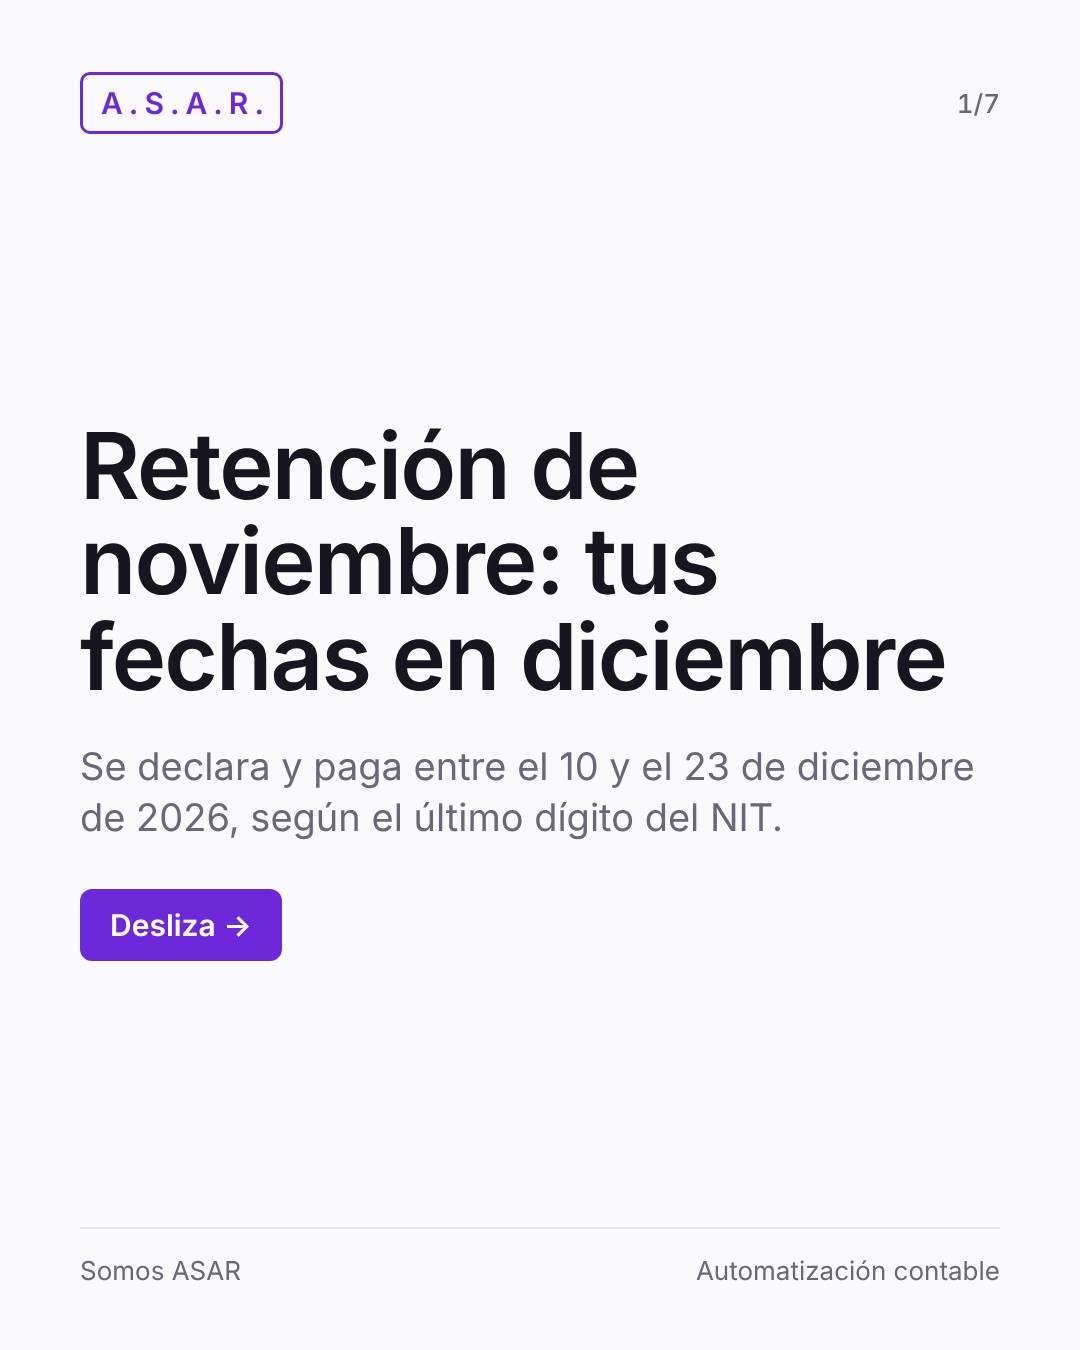 A.S.A.R.
1/7
Retención de
noviembre: tus
fechas en diciembre
Se declara y paga entre el 10 y el 23 de diciembre
de 2026, según el último dígito del NIT.
Desliza →
Somos ASAR
Automatización contable